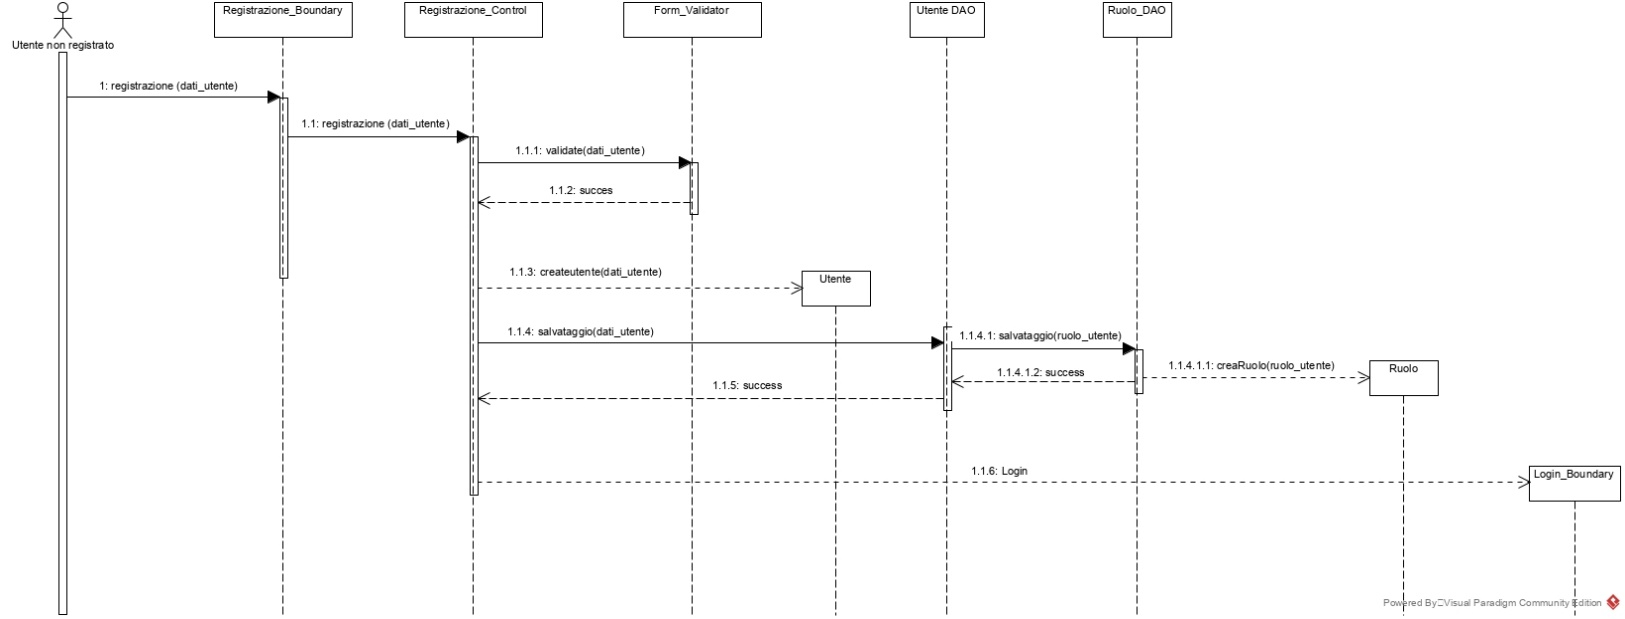 Registrazione_Boundary
Registrazione_Control
Form_Validator
Utente DAO
Ruolo_DAO
Utente non registrato
1: registrazione (dati_utente)
1.1: registrazione (dati_utente)
1.1.1: validate(dati_utente)
1.1.2: succes
1.1.3: createutente(dati_utente)
Utente
1.1.4: salvataggio(dati_utente)
1.1.4.1: salvataggio(ruolo_utente)
1.1.4.1.1: creaRuolo(ruolo_utente)
Ruolo
1.1.4.1.2: success
1.1.5: success
1.1.6: Login
Login_Boundary
Powered By Visual Paradigm Community Edition